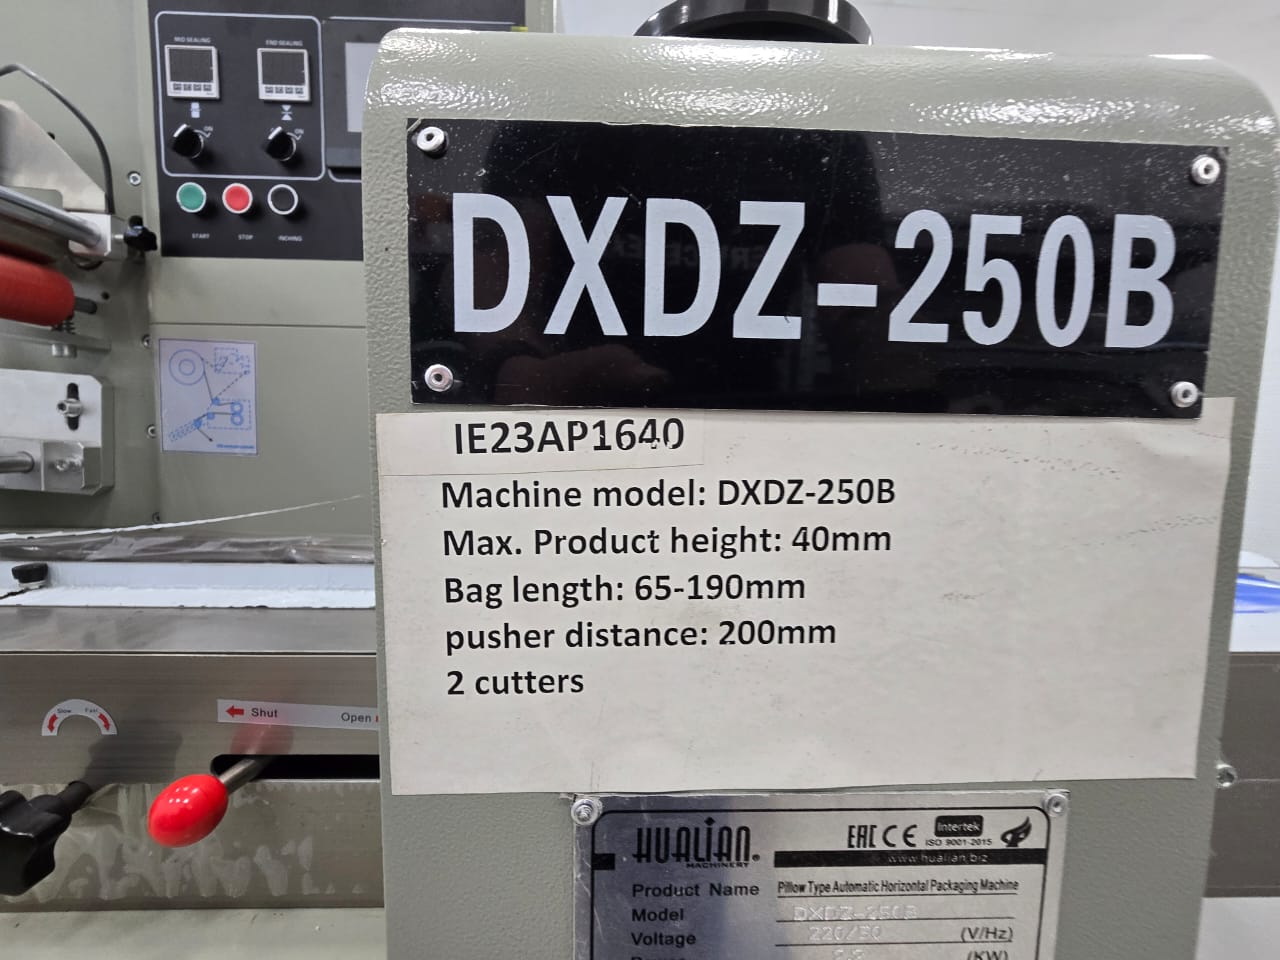 MID SEALING
END SEALING
ON
ON
START
STOP
INCHING
DXDZ-250B
IE23AP1640
Machine model: DXDZ-250B
Max. Product height: 40mm
Bag length: 65-190mm
pusher distance: 200mm
2 cutters
Slow
Fast
Shut
Open
HUALIAN®
MACHINERY
EAC CE Intertek
ISO 9001-2015
www.hualian.biz
Product Name Pillow Type Automatic Horizontal Packaging Machine
Model DXDZ-250B
Voltage 220/50 (V/Hz)
(KW)